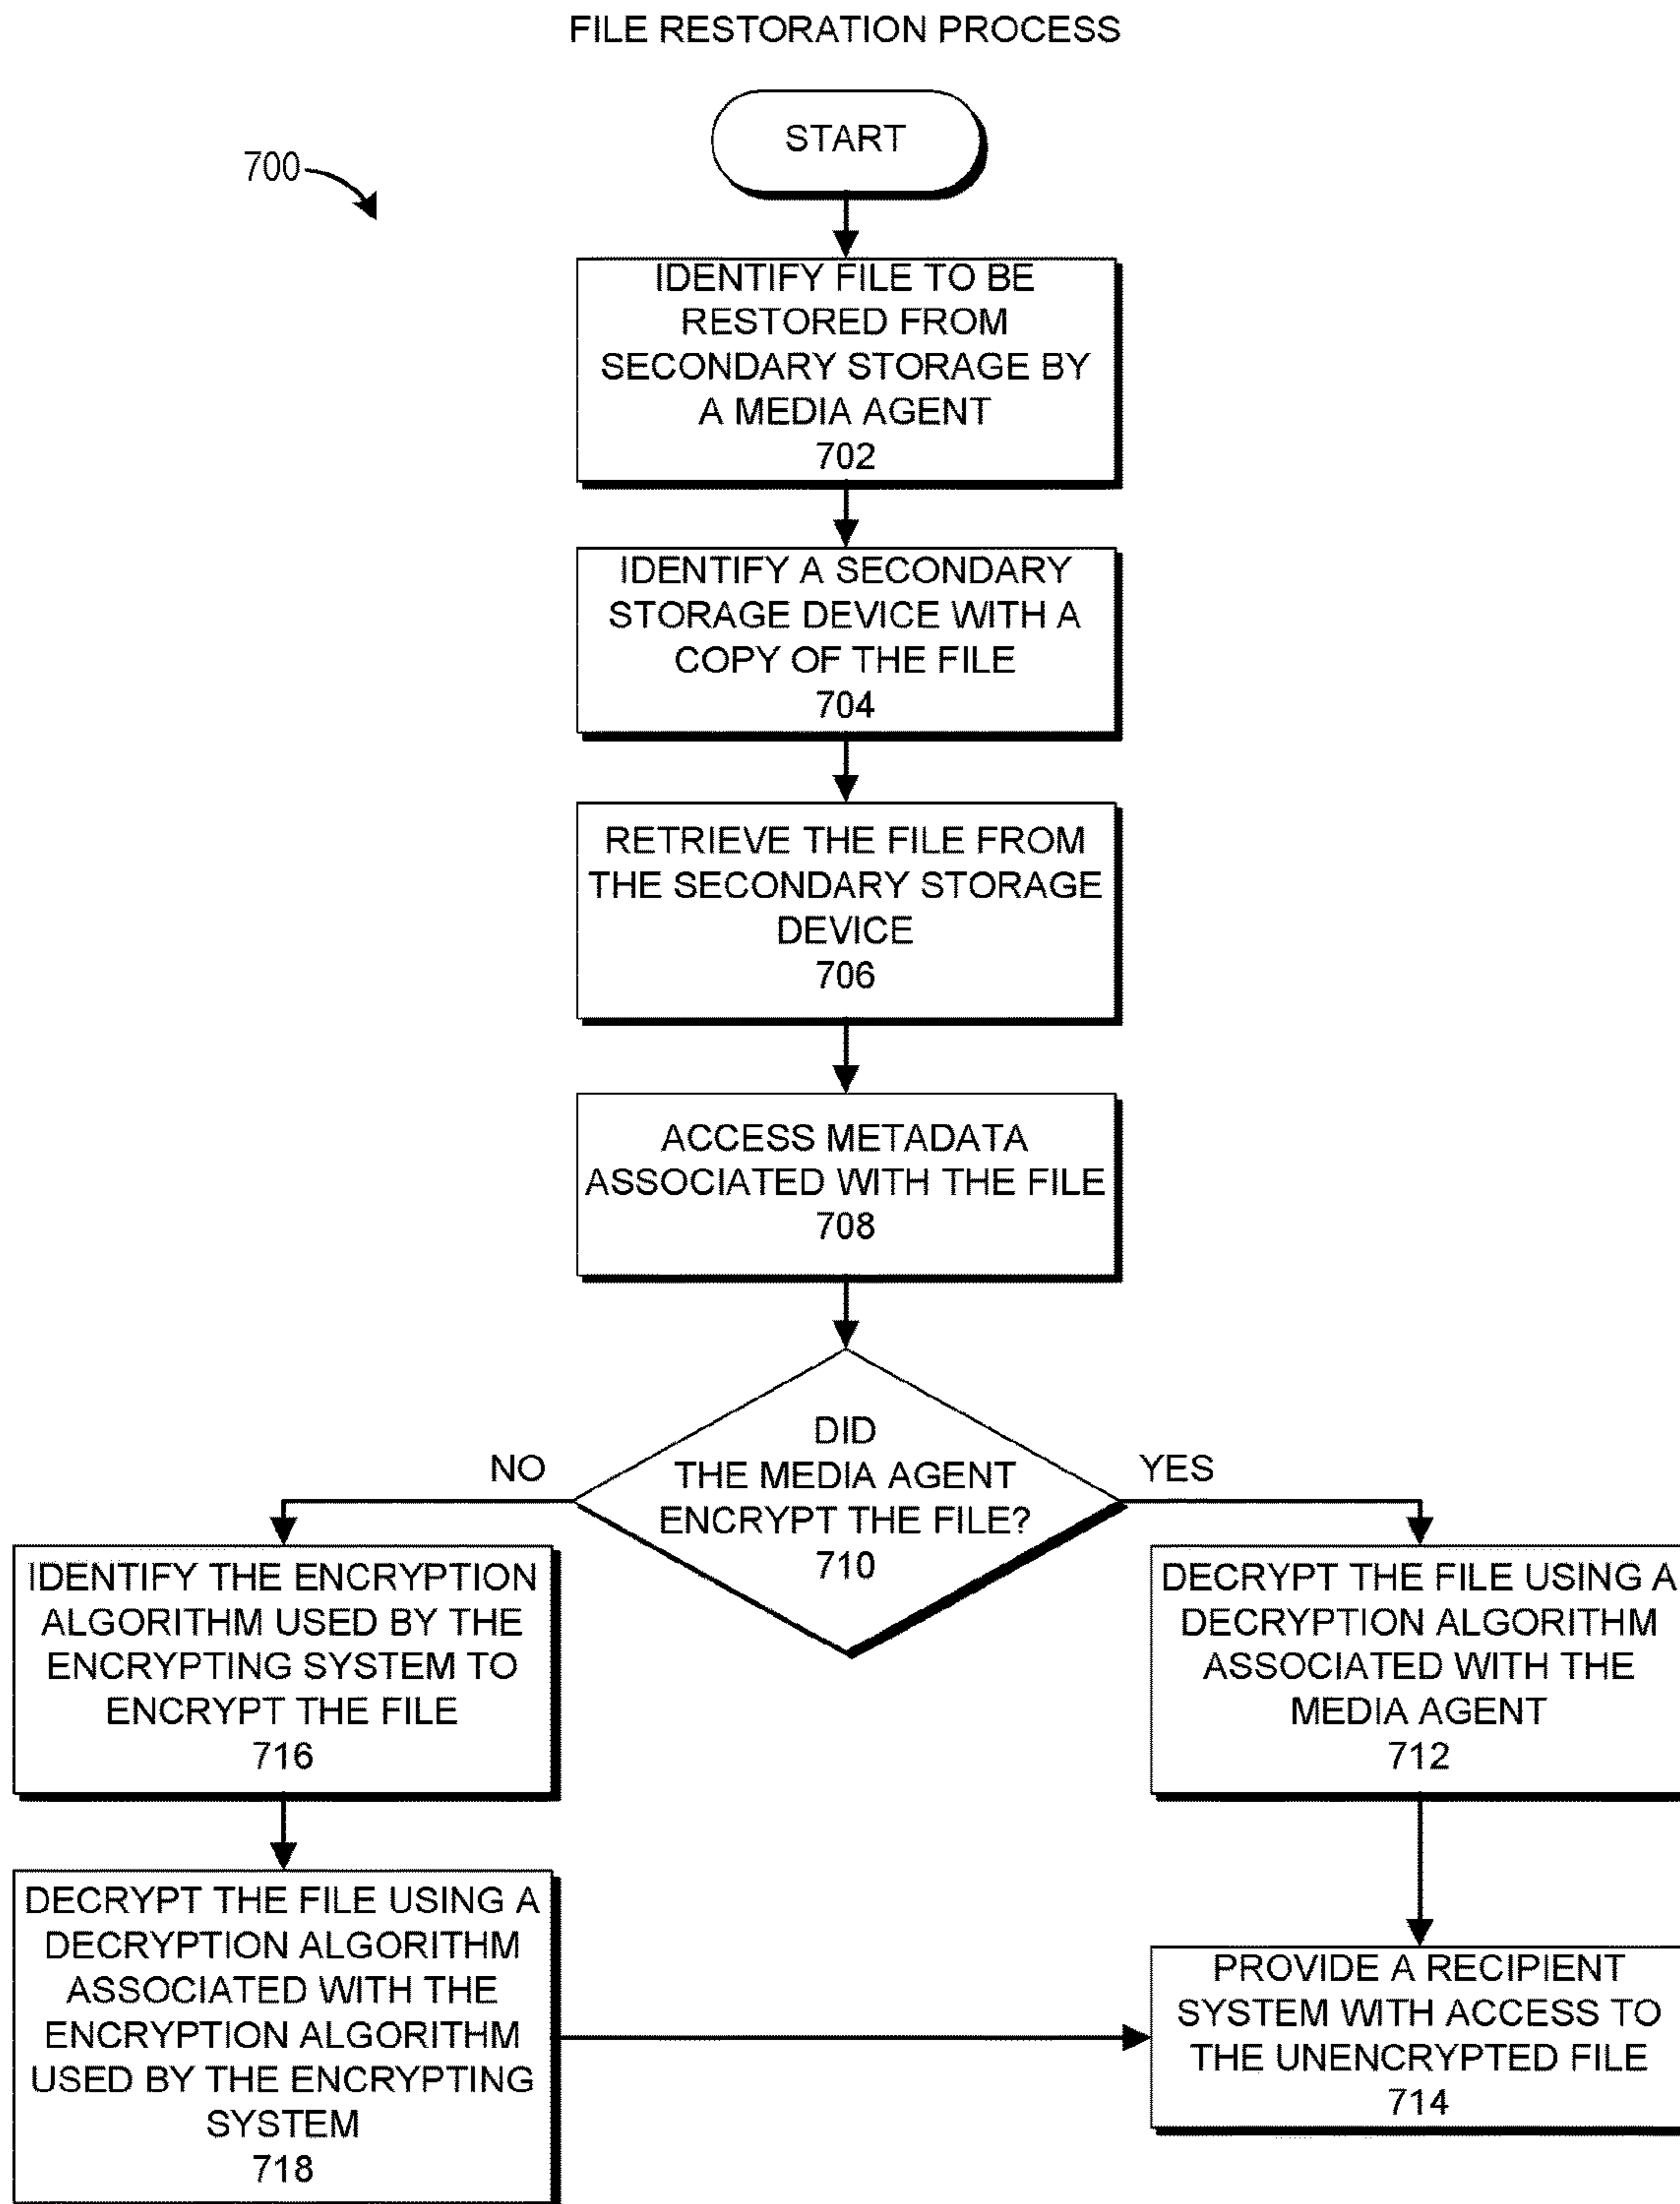 FILE RESTORATION PROCESS
START
700
IDENTIFY FILE TO BE
RESTORED FROM
SECONDARY STORAGE BY
A MEDIA AGENT
702
IDENTIFY A SECONDARY
STORAGE DEVICE WITH A
COPY OF THE FILE
704
RETRIEVE THE FILE FROM
THE SECONDARY STORAGE
DEVICE
706
ACCESS METADATA
ASSOCIATED WITH THE FILE
708
DID
THE MEDIA AGENT
ENCRYPT THE FILE?
710
NO
YES
IDENTIFY THE ENCRYPTION
ALGORITHM USED BY THE
ENCRYPTING SYSTEM TO
ENCRYPT THE FILE
716
DECRYPT THE FILE USING A
DECRYPTION ALGORITHM
ASSOCIATED WITH THE
MEDIA AGENT
712
DECRYPT THE FILE USING A
DECRYPTION ALGORITHM
ASSOCIATED WITH THE
ENCRYPTION ALGORITHM
USED BY THE ENCRYPTING
SYSTEM
718
PROVIDE A RECIPIENT
SYSTEM WITH ACCESS TO
THE UNENCRYPTED FILE
714